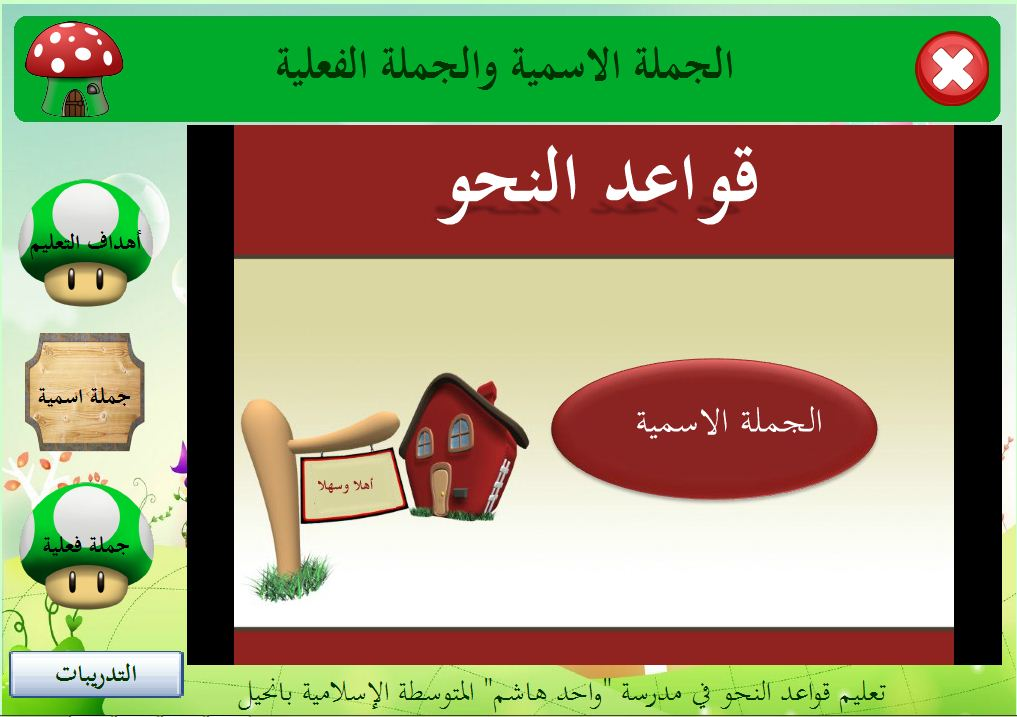 الجملة الاسمية والجملة الفعلية
قواعد النحو
أهداف التعليم
جملة اسمية
الجملة الاسمية
أهلا وسهلا
جملة فعلية
التدريبات
تعليم قواعد النحو في مدرسة "واحد هاشم" المتوسطة الإسلامية بانجيل